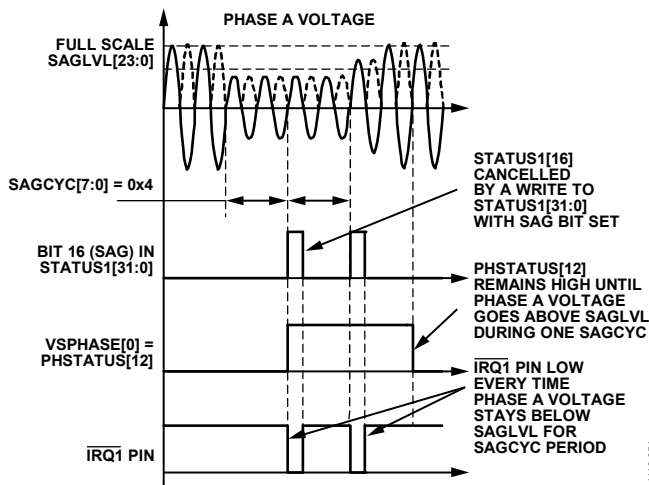 PHASE A VOLTAGE
FULL SCALE
SAGLVL[23:0]
SAGCYC[7:0] = 0x4
STATUS1[16]
CANCELLED
BY A WRITE TO
STATUS1[31:0]
WITH SAG BIT SET
BIT 16 (SAG) IN
STATUS1[31:0]
PHSTATUS[12]
REMAINS HIGH UNTIL
PHASE A VOLTAGE
GOES ABOVE SAGLVL
DURING ONE SAGCYC
VSPHASE[0] =
PHSTATUS[12]
IRQ1 PIN LOW
EVERY TIME
PHASE A VOLTAGE
STAYS BELOW
SAGLVL FOR
SAGCYC PERIOD
IRQ1 PIN